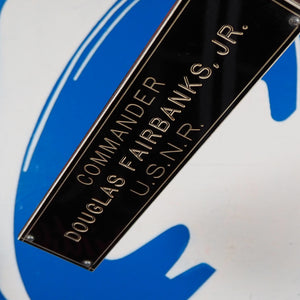 COMMANDER
DOUGLAS FAIRBANKS, JR.
U.S.N.R.